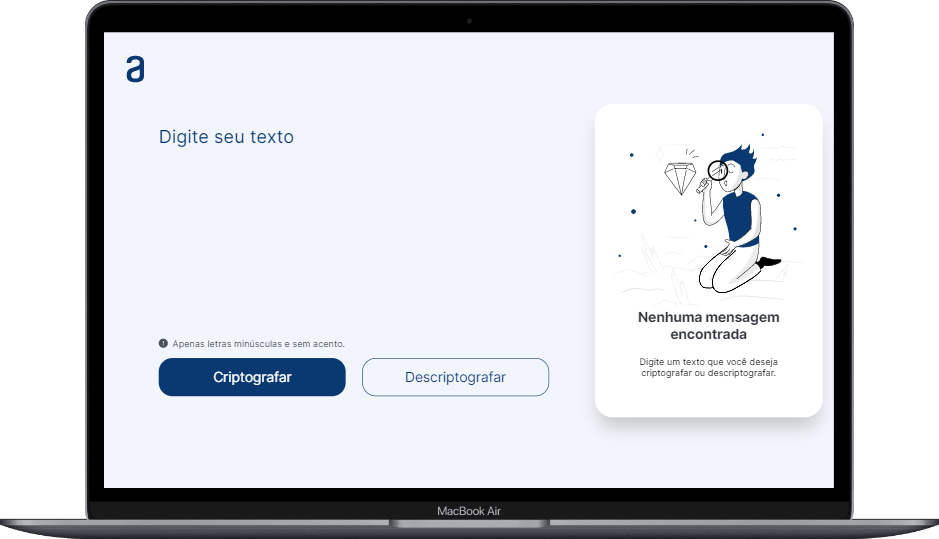 a
Digite seu texto
Apenas letras minúsculas e sem acento.
Criptografar
Descriptografar
Nenhuma mensagem
encontrada
Digite um texto que você deseja
criptografar ou descriptografar.
MacBook Air